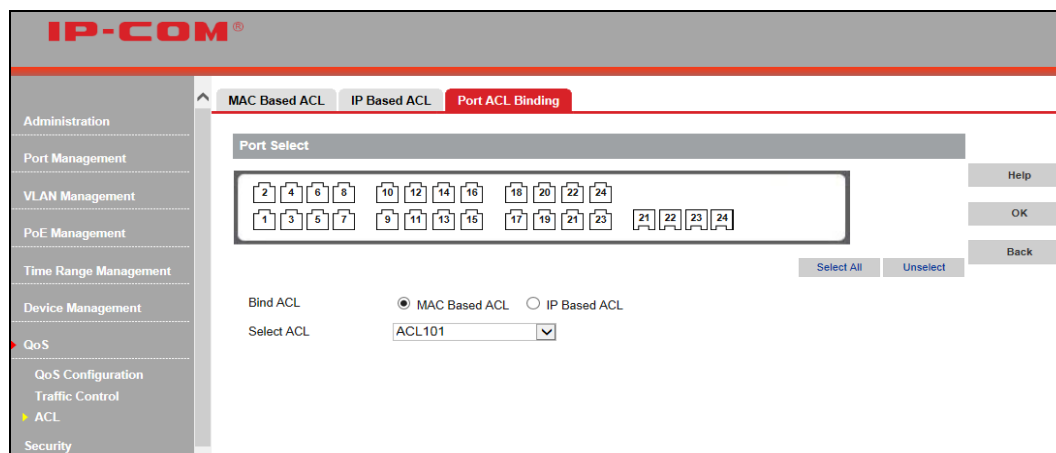 IP-COM®
MAC Based ACL IP Based ACL Port ACL Binding
Administration
Port Management
VLAN Management
PoE Management
Time Range Management
Device Management
QoS
QoS Configuration
Traffic Control
ACL
Security
Port Select
2 4 6 8 10 12 14 16 18 20 22 24
1 3 5 7 9 11 13 15 17 19 21 23 21 22 23 24
Select All Unselect
Bind ACL MAC Based ACL IP Based ACL
Select ACL ACL101
Help
OK
Back